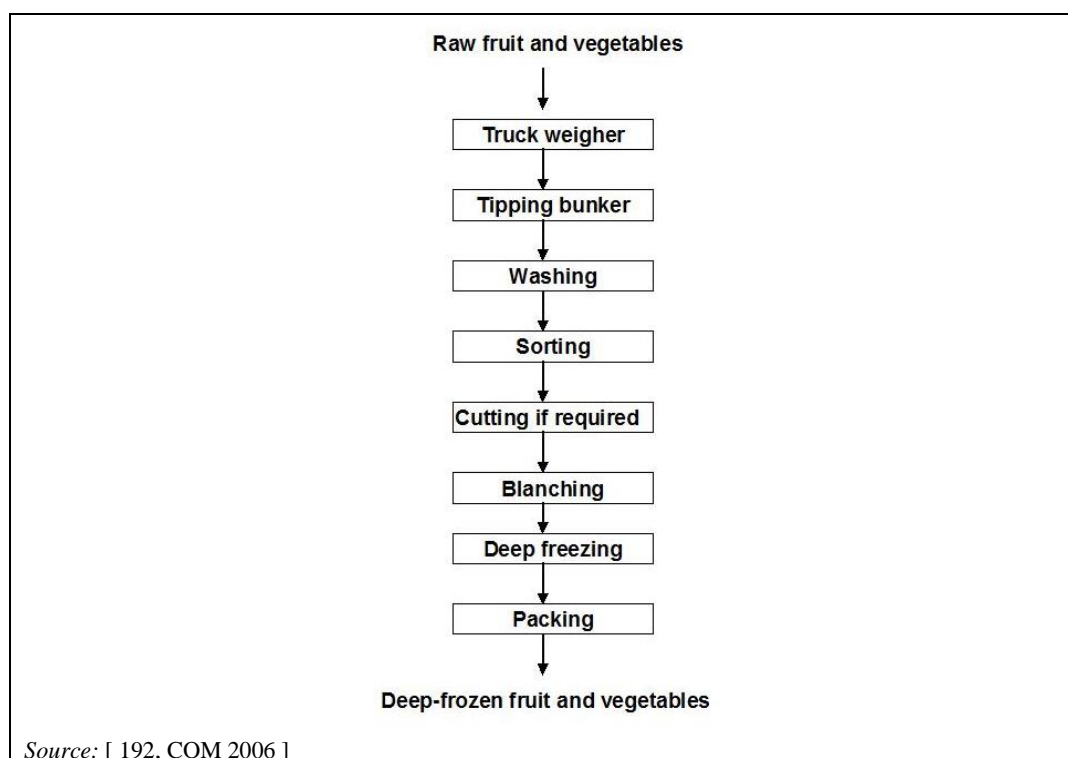 Raw fruit and vegetables
Truck weigher
Tipping bunker
Washing
Sorting
Cutting if required
Blanching
Deep freezing
Packing
Deep-frozen fruit and vegetables
Source: [ 192, COM 2006 ]